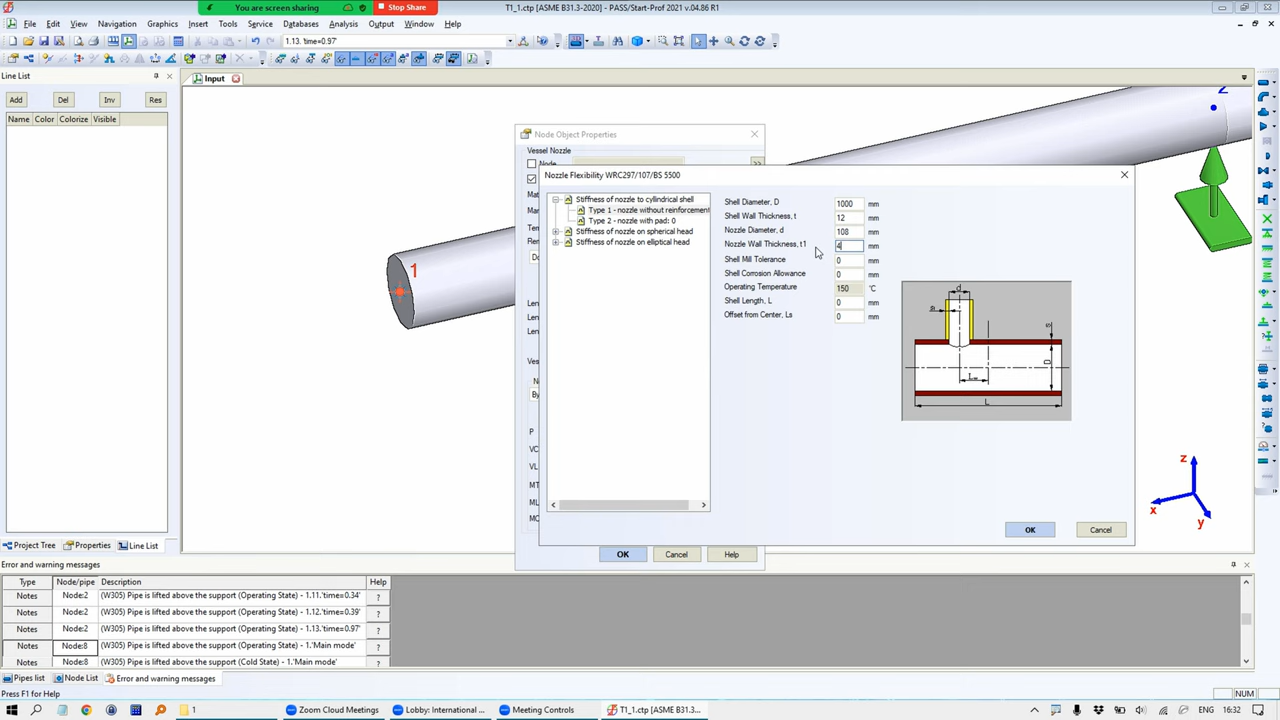 You are screen sharing
Stop Share
T1_1.ctp [ASME B31.3-2020] - PASS/Start-Prof 2021 v.04.86 R1
File Edit View Navigation Graphics Insert Tools Service Databases Analysis Output Window Help
1.13. 'time=0.97'
Line List
Input
Add Del Inv Res
Name Color Colorize Visible
Node Object Properties
Vessel Nozzle
Node
>>
Nozzle Flexibility WRC297/107/BS 5500
Stiffness of nozzle to cylindrical shell
Type 1 - nozzle without reinforcement
Type 2 - nozzle with pad: 0
Stiffness of nozzle on spherical head
Stiffness of nozzle on elliptical head
Shell Diameter, D 1000 mm
Shell Wall Thickness, t 12 mm
Nozzle Diameter, d 108 mm
Nozzle Wall Thickness, t1 4 mm
Shell Mill Tolerance 0 mm
Shell Corrosion Allowance 0 mm
Operating Temperature 150 °C
Shell Length, L 0 mm
Offset from Center, Ls 0 mm
d
D
L
OK Cancel
1
2
P
VC
VL
MT
ML
MC
OK Cancel Help
z
x
y
Project Tree Properties Line List
Error and warning messages
Type Node/pipe Description Help
Notes Node:2 (W305) Pipe is lifted above the support (Operating State) - 1.11.'time=0.34' ?
Notes Node:2 (W305) Pipe is lifted above the support (Operating State) - 1.12.'time=0.39' ?
Notes Node:2 (W305) Pipe is lifted above the support (Operating State) - 1.13.'time=0.97' ?
Notes Node:8 (W305) Pipe is lifted above the support (Operating State) - 1.'Main mode' ?
Notes Node:8 (W305) Pipe is lifted above the support (Cold State) - 1.'Main mode' ?
Pipes list Node List Error and warning messages
Press F1 for Help
NUM
1
Zoom Cloud Meetings
Lobby: International ...
Meeting Controls
T1_1.ctp [ASME B31.3...
ENG 16:32